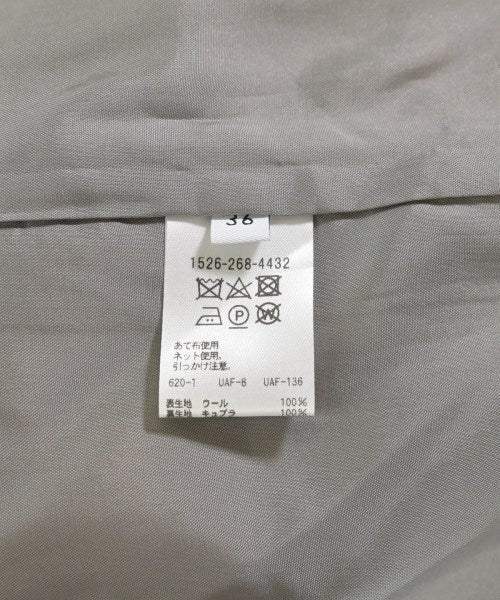 36
1526-268-4432
P W
あて布使用
ネット使用。
引っかけ注意。
620-1 UAF-8 UAF-136
表生地 ウール 100%
裏生地 キュプラ 100%